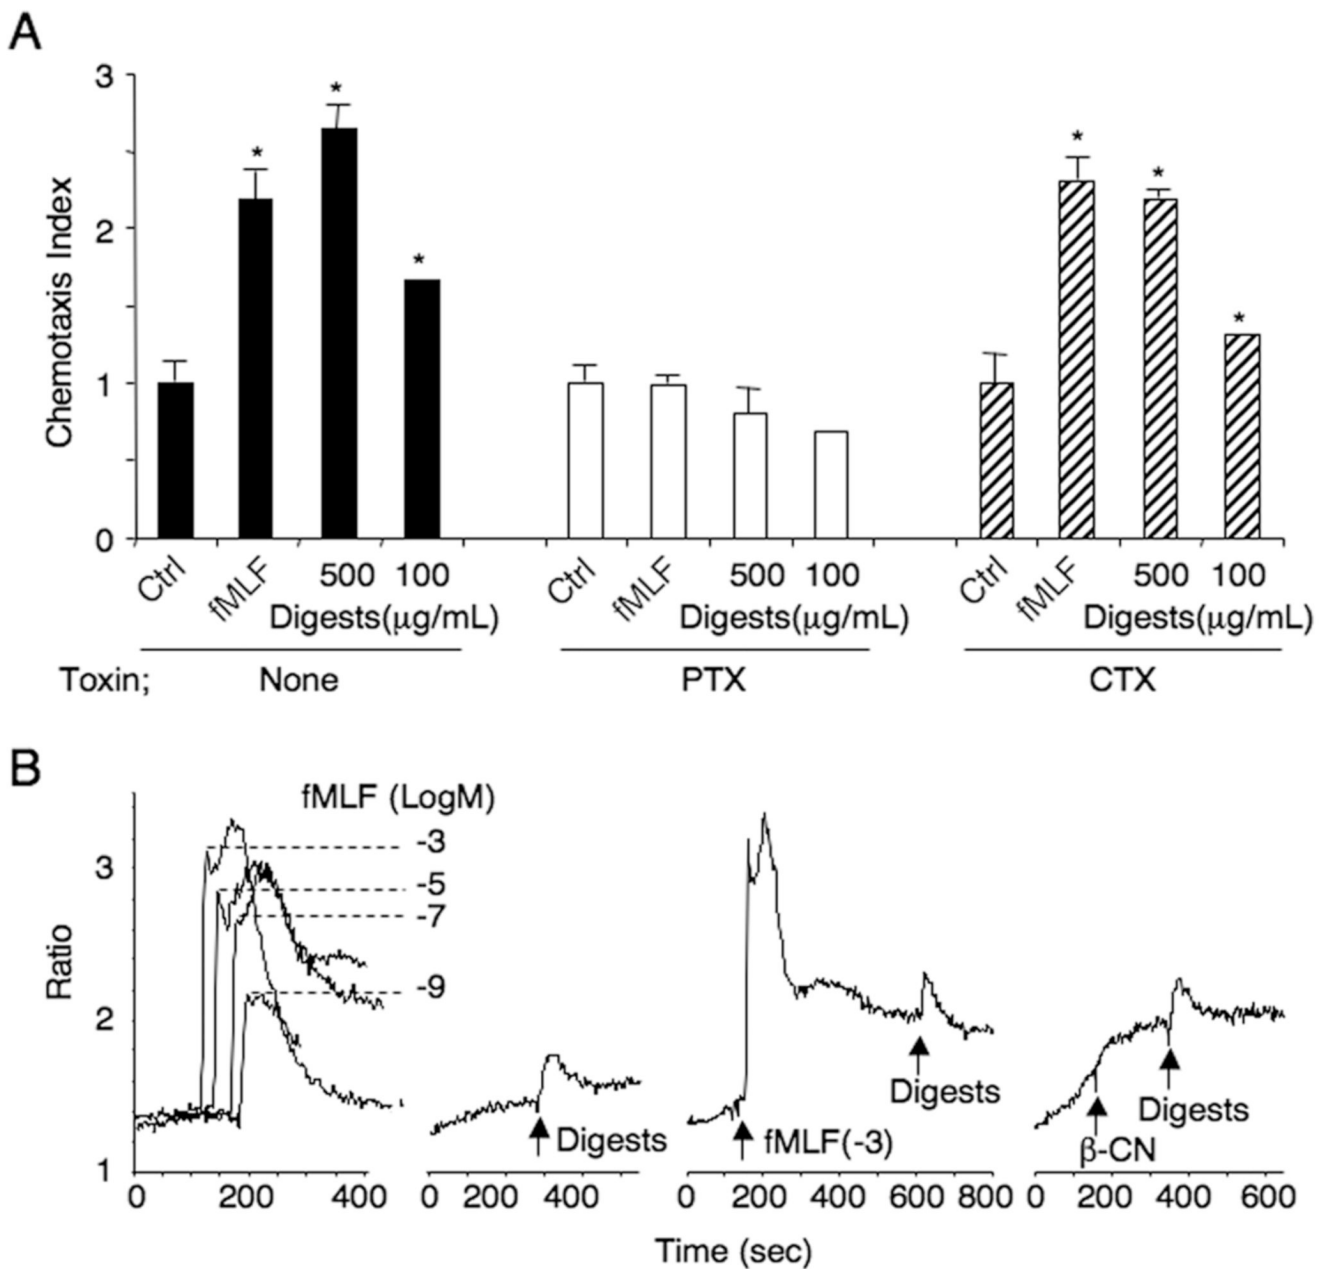 A
3
2
1
0
Chemotaxis Index
*
*
*
*
*
*
Ctrl fMLF 500 100 Ctrl fMLF 500 100 Ctrl fMLF 500 100
Digests(μg/mL) Digests(μg/mL) Digests(μg/mL)
Toxin; None PTX CTX
B
fMLF (LogM)
-3
-5
-7
-9
3
2
1
Ratio
Digests
fMLF(-3)
Digests
β-CN
Digests
0 200 400 0 200 400 0 200 400 600 800 0 200 400 600
Time (sec)